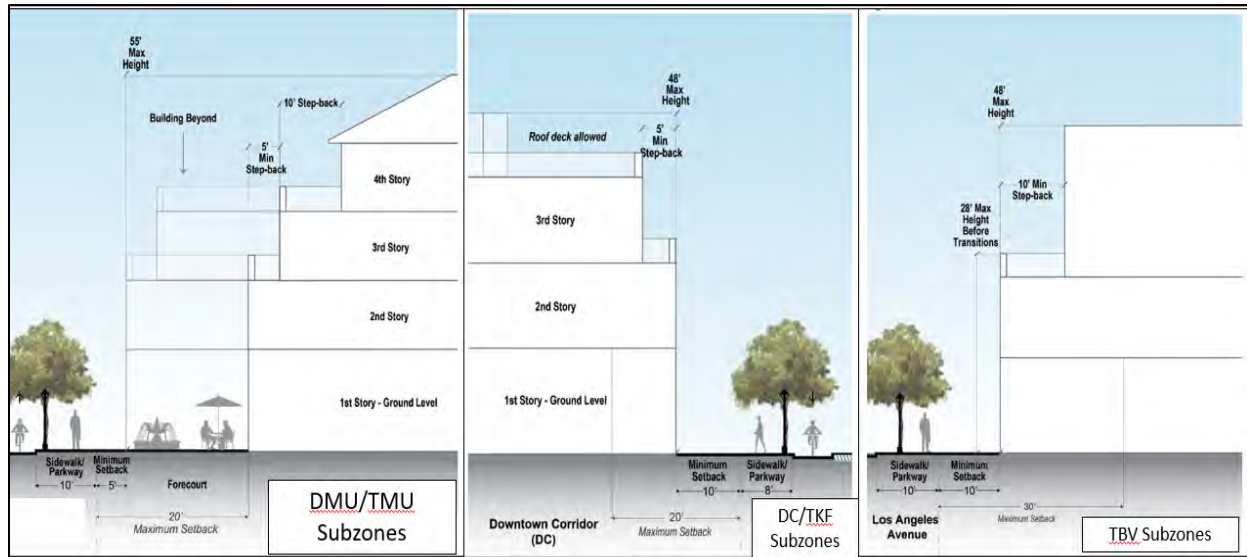 55'
Max
Height
10' Step-back
Building Beyond
5'
Min
Step-back
4th Story
3rd Story
2nd Story
1st Story - Ground Level
Sidewalk/
Parkway
10'
Minimum
Setback
5'
Forecourt
20'
Maximum Setback
DMU/TMU
Subzones
48'
Max
Height
Roof deck allowed
5'
Min
Step-back
3rd Story
2nd Story
1st Story - Ground Level
Minimum
Setback
10'
Sidewalk/
Parkway
8'
20'
Maximum Setback
Downtown Corridor
(DC)
DC/TKF
Subzones
48'
Max
Height
10' Min
Step-back
28' Max
Height
Before
Transitions
Sidewalk/
Parkway
10'
Minimum
Setback
10'
30'
Maximum Setback
Los Angeles
Avenue
TBV Subzones